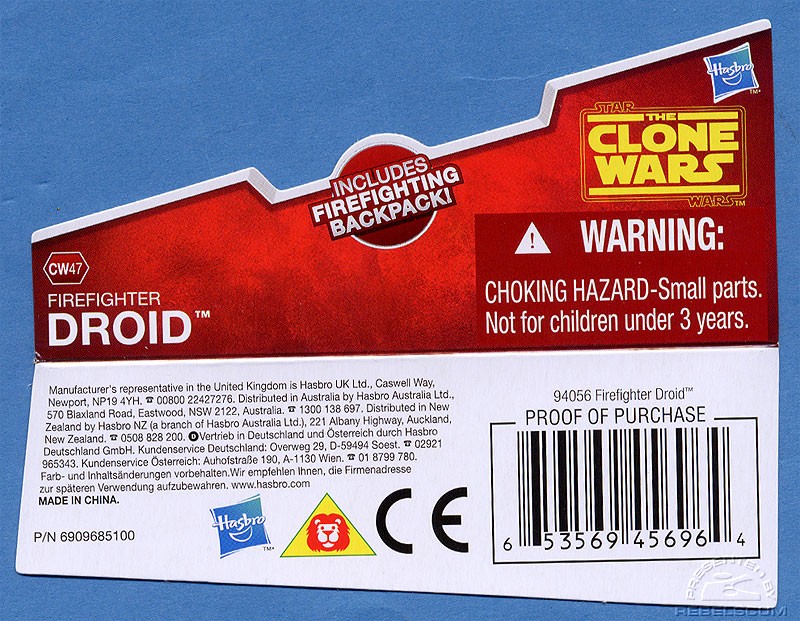 Hasbro
TM
STAR
THE
CLONE
WARS
WARS™
INCLUDES
FIREFIGHTING
BACKPACK!
CW47
FIREFIGHTER
DROID™
! WARNING:
CHOKING HAZARD-Small parts.
Not for children under 3 years.
Manufacturer's representative in the United Kingdom is Hasbro UK Ltd., Caswell Way,
Newport, NP19 4YH. ☎ 00800 22427276. Distributed in Australia by Hasbro Australia Ltd.,
570 Blaxland Road, Eastwood, NSW 2122, Australia. ☎ 1300 138 697. Distributed in New
Zealand by Hasbro NZ (a branch of Hasbro Australia Ltd.), 221 Albany Highway, Auckland,
New Zealand. ☎ 0508 828 200. D Vertrieb in Deutschland und Österreich durch Hasbro
Deutschland GmbH. Kundenservice Deutschland: Overweg 29, D-59494 Soest. ☎ 02921
965343. Kundenservice Österreich: Auhofstraße 190, A-1130 Wien. ☎ 01 8799 780.
Farb- und Inhaltsänderungen vorbehalten.Wir empfehlen Ihnen, die Firmenadresse
zur späteren Verwendung aufzubewahren. www.hasbro.com
MADE IN CHINA.
P/N 6909685100
Hasbro
TM
CE
94056 Firefighter Droid™
PROOF OF PURCHASE
6 53569 45696 4
PRESENTED BY
REBELSCUM